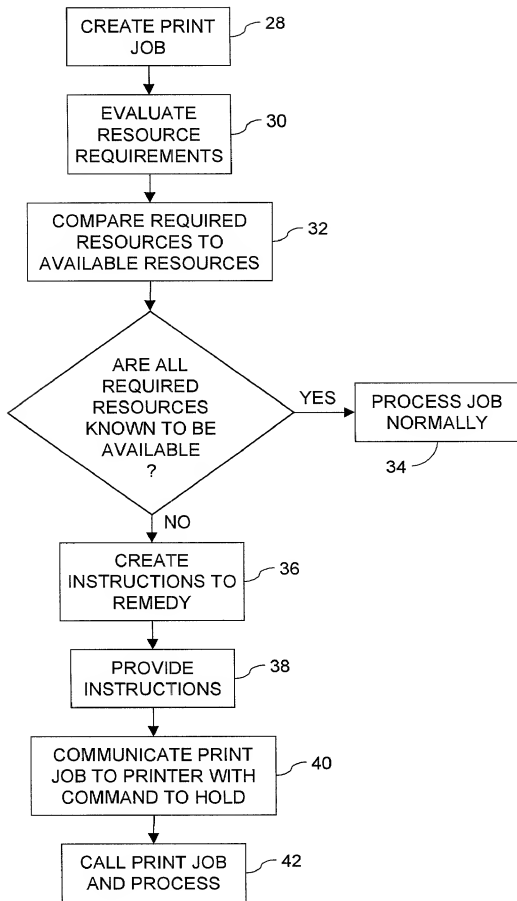 CREATE PRINT
JOB
28
EVALUATE
RESOURCE
REQUIREMENTS
30
COMPARE REQUIRED
RESOURCES TO
AVAILABLE RESOURCES
32
ARE ALL
REQUIRED
RESOURCES
KNOWN TO BE
AVAILABLE
?
YES
PROCESS JOB
NORMALLY
34
NO
CREATE
INSTRUCTIONS TO
REMEDY
36
PROVIDE
INSTRUCTIONS
38
COMMUNICATE PRINT
JOB TO PRINTER WITH
COMMAND TO HOLD
40
CALL PRINT JOB
AND PROCESS
42